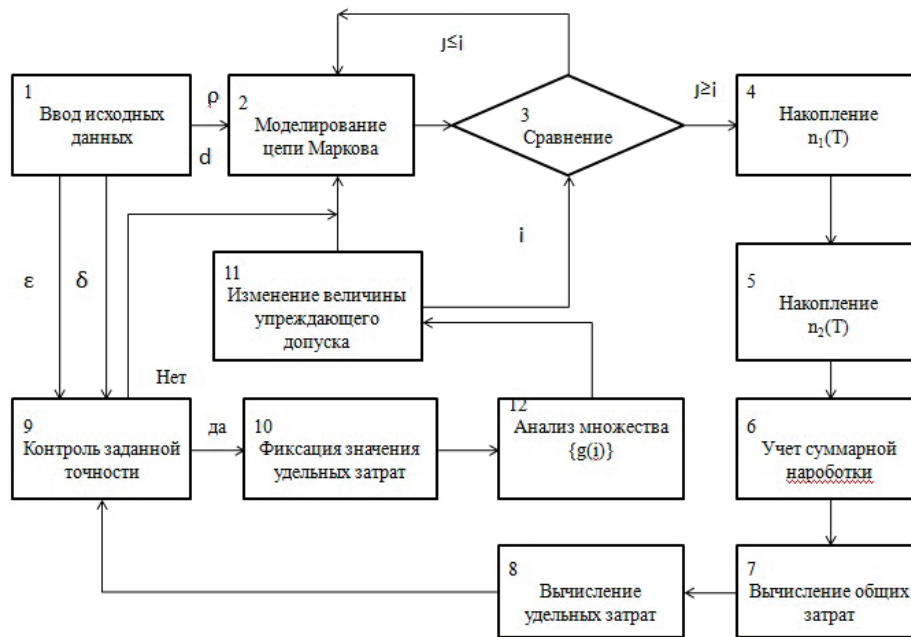 ȷ≤i
1
Ввод исходных
данных
ρ
d
2
Моделирование
цепи Маркова
3
Сравнение
ȷ≥i
4
Накопление
n₁(T)
ε
δ
i
11
Изменение величины
упреждающего
допуска
5
Накопление
n₂(T)
Нет
9
Контроль заданной
точности
да
10
Фиксация значения
удельных затрат
12
Анализ множества
{g(i)}
6
Учет суммарной
нароботки
8
Вычисление
удельных затрат
7
Вычисление общих
затрат